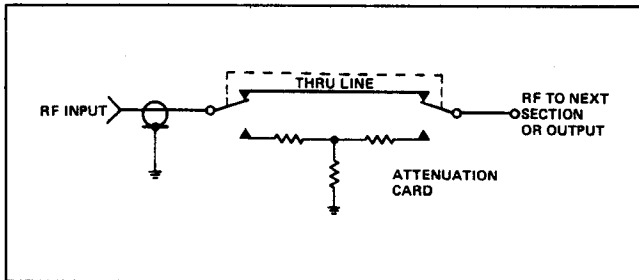 THRU LINE
RF INPUT
RF TO NEXT
SECTION
OR OUTPUT
ATTENUATION
CARD